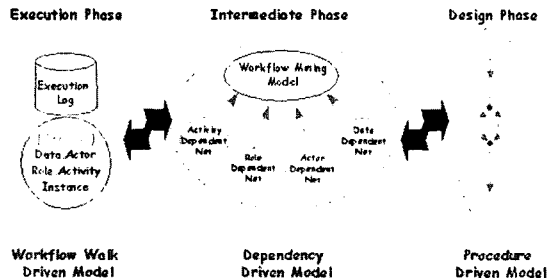 Execution Phase
Intermediate Phase
Design Phase
Execution
Log
Data, Actor
Role Activity
Instance
Workflow Mining
Model
Activity
Dependent
Net
Role
Dependent
Net
Actor
Dependent
Net
Data
Dependent
Net
Workflow Walk
Driven Model
Dependency
Driven Model
Procedure
Driven Model